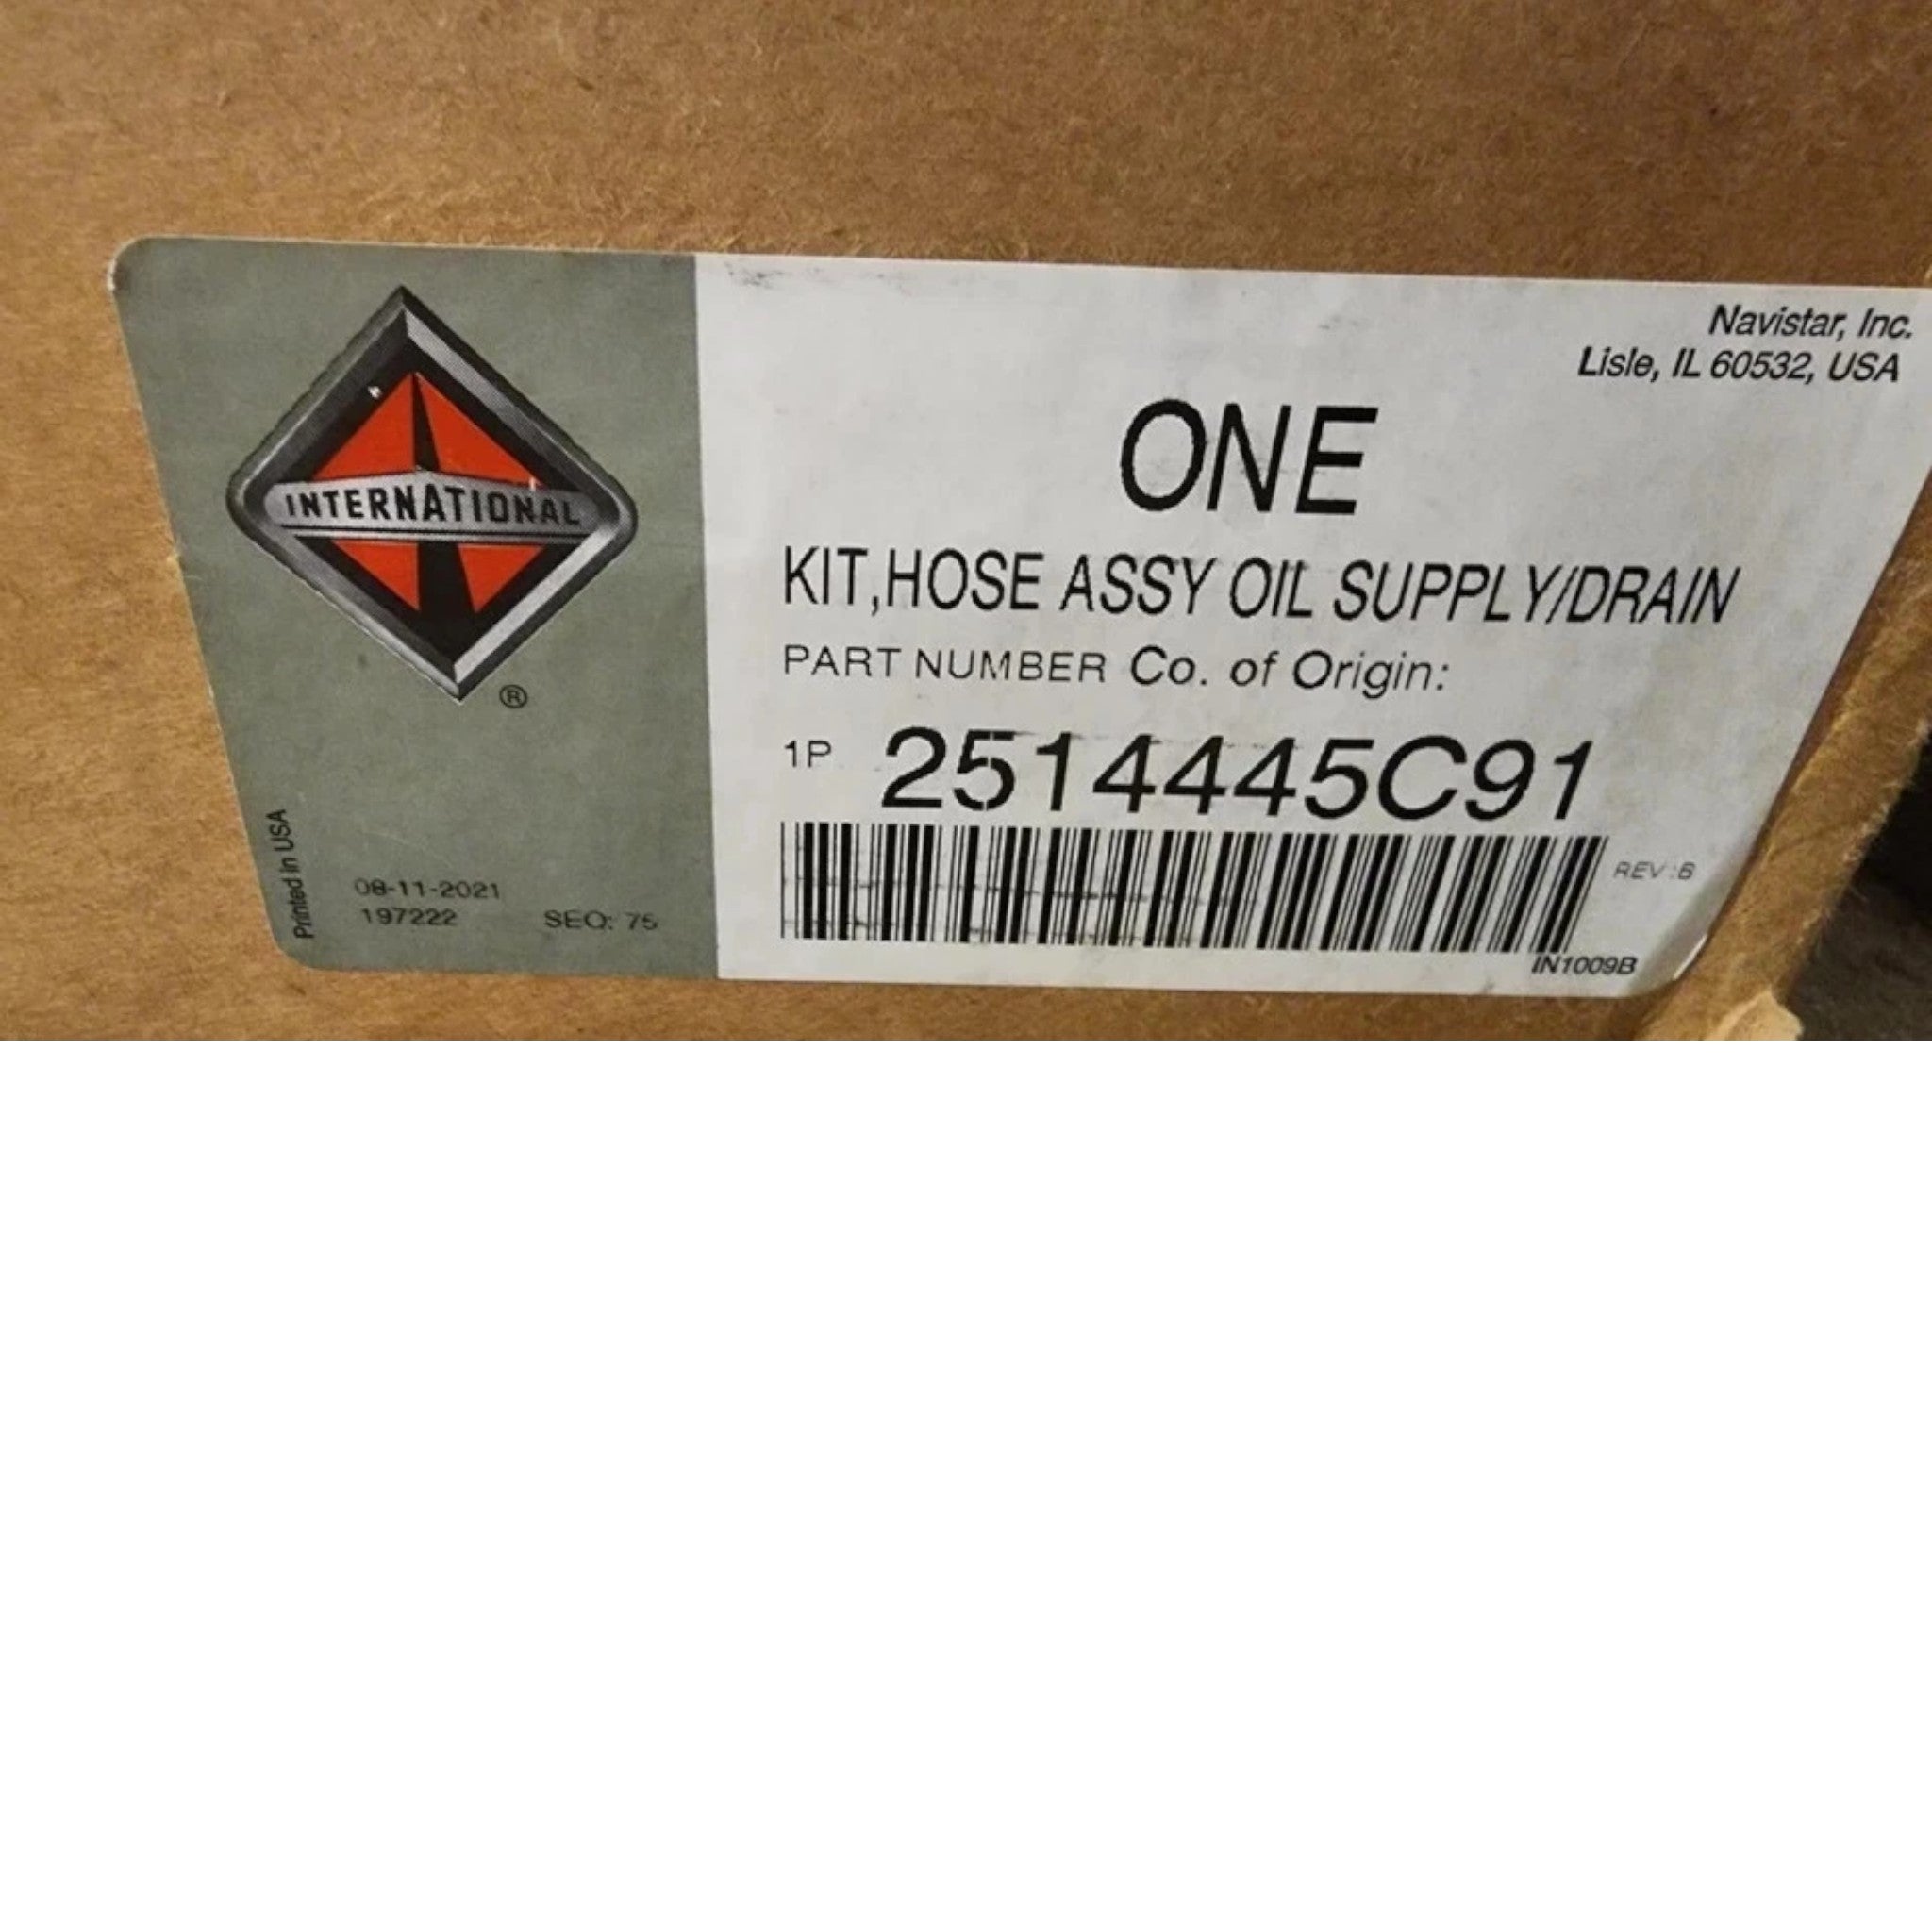 INTERNATIONAL
®
Printed in USA
08-11-2021
197222 SEQ: 75
Navistar, Inc.
Lisle, IL 60532, USA
ONE
KIT,HOSE ASSY OIL SUPPLY/DRAIN
PART NUMBER Co. of Origin:
1P 2514445C91
REV:6
IN1009B